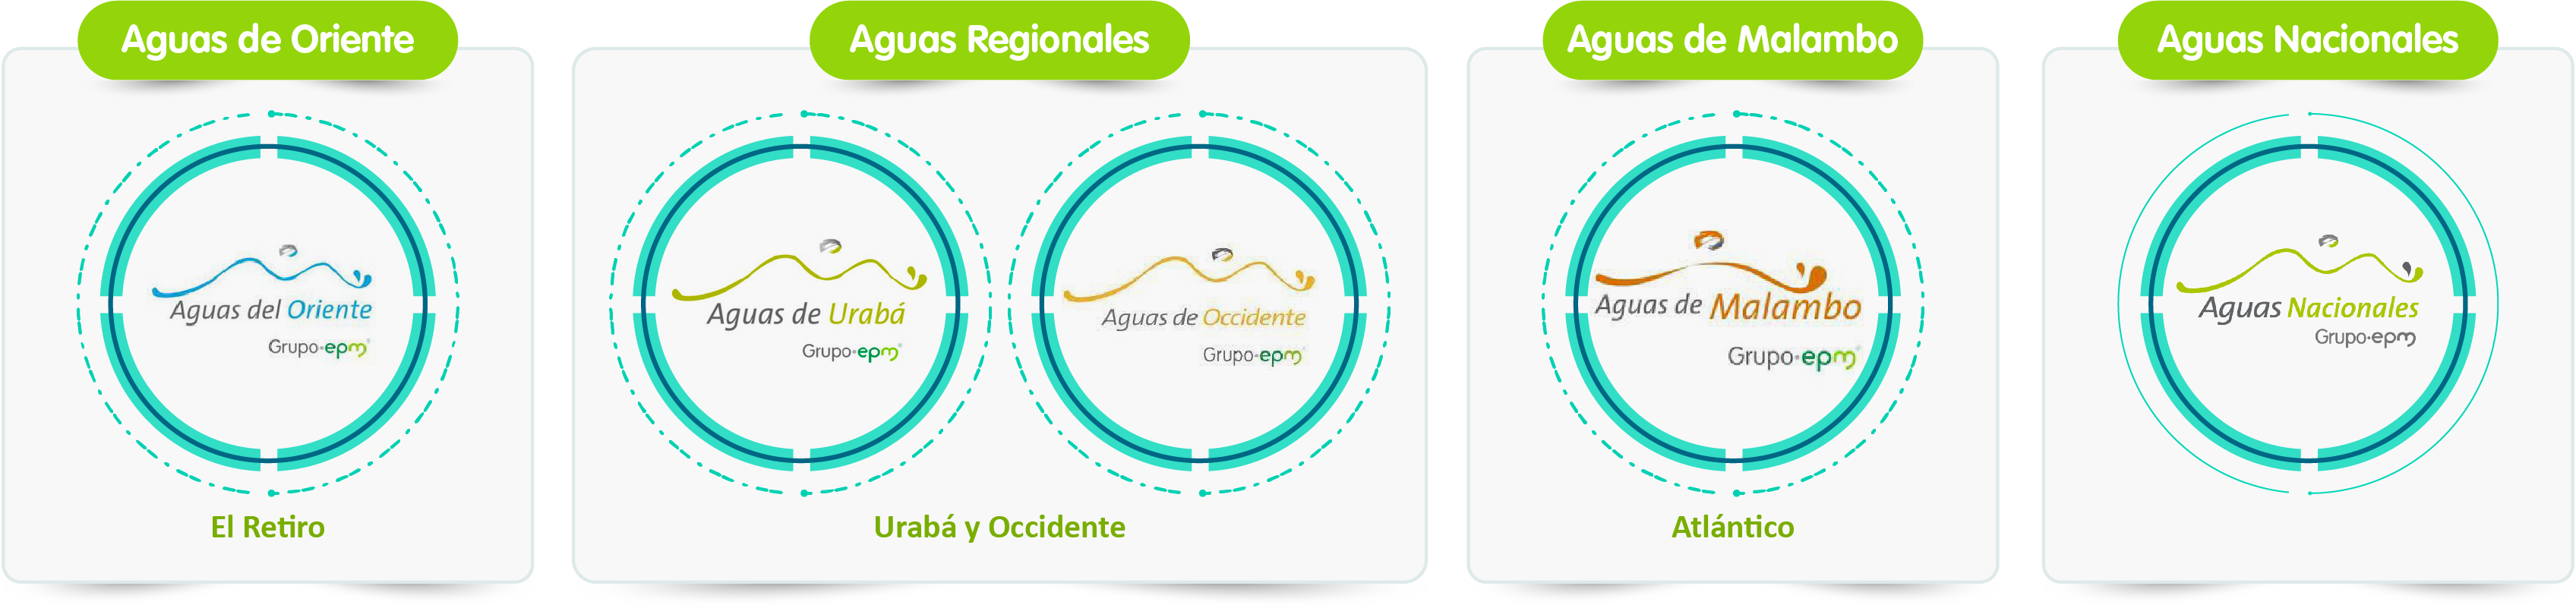 Aguas de Oriente
Aguas del Oriente
Grupo·epm®
El Retiro
Aguas Regionales
Aguas de Urabá
Grupo·epm®
Aguas de Occidente
Grupo·epm®
Urabá y Occidente
Aguas de Malambo
Aguas de Malambo
Grupo·epm®
Atlántico
Aguas Nacionales
Aguas Nacionales
Grupo·epm